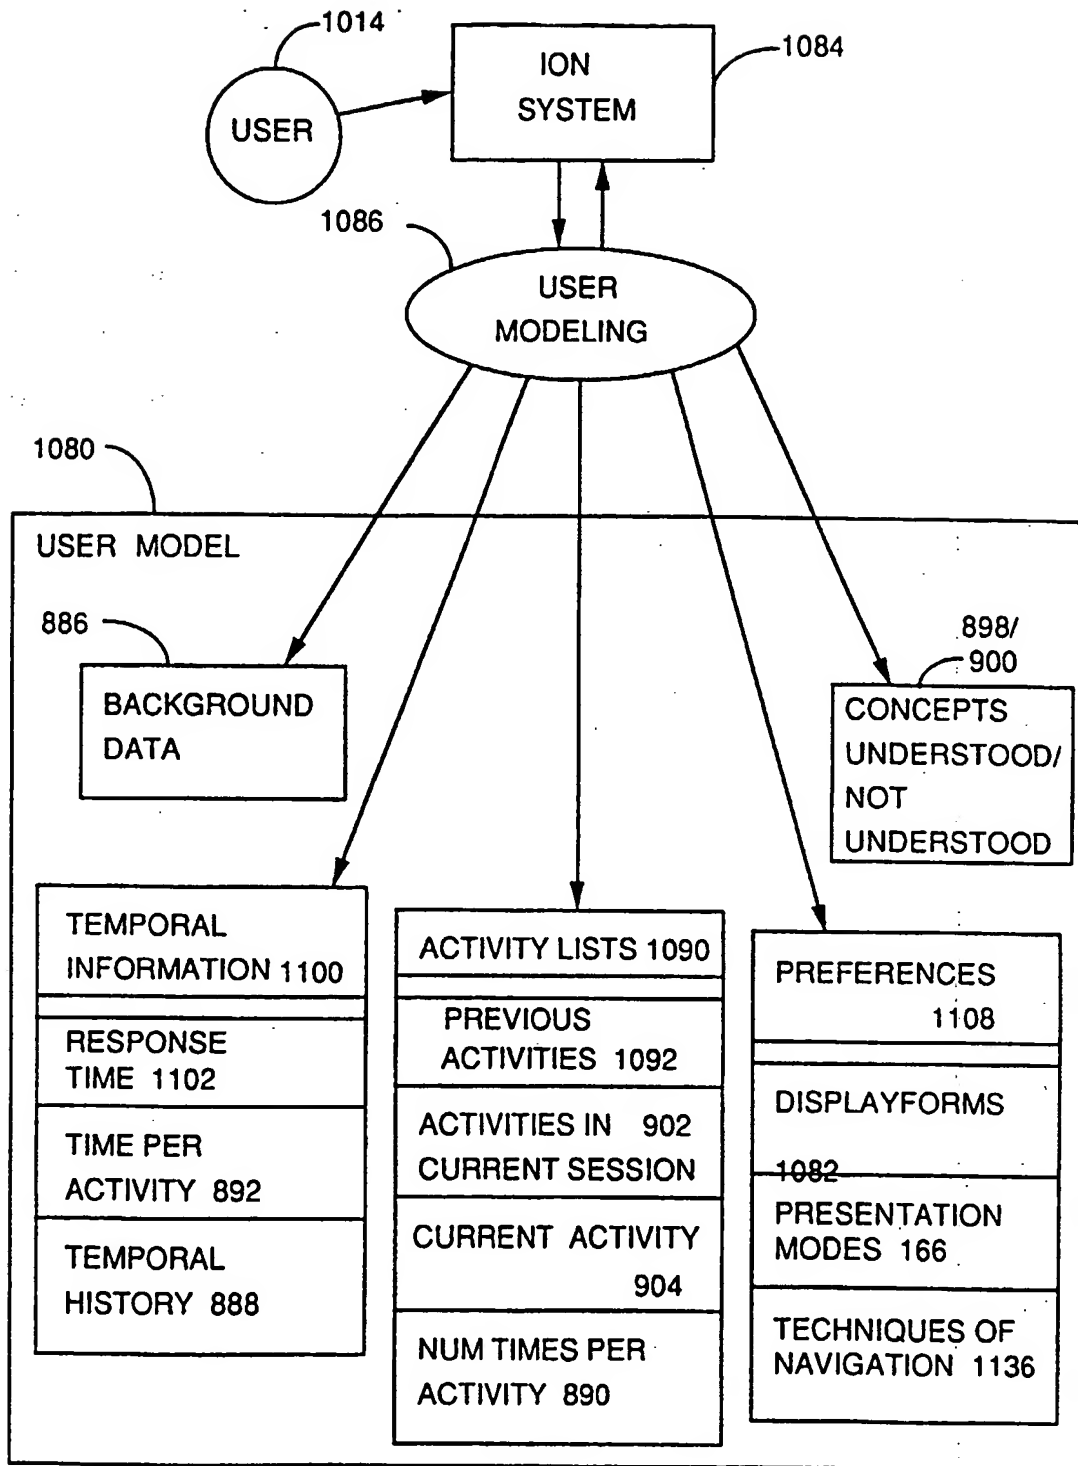 1014
ION
SYSTEM
1084
USER
1086
USER
MODELING
1080
USER MODEL
886
BACKGROUND
DATA
898/
900
CONCEPTS
UNDERSTOOD/
NOT
UNDERSTOOD
TEMPORAL
INFORMATION 1100
RESPONSE
TIME 1102
TIME PER
ACTIVITY 892
TEMPORAL
HISTORY 888
ACTIVITY LISTS 1090
PREVIOUS
ACTIVITIES 1092
ACTIVITIES IN 902
CURRENT SESSION
CURRENT ACTIVITY
904
NUM TIMES PER
ACTIVITY 890
PREFERENCES
1108
DISPLAYFORMS
1082
PRESENTATION
MODES 166
TECHNIQUES OF
NAVIGATION 1136